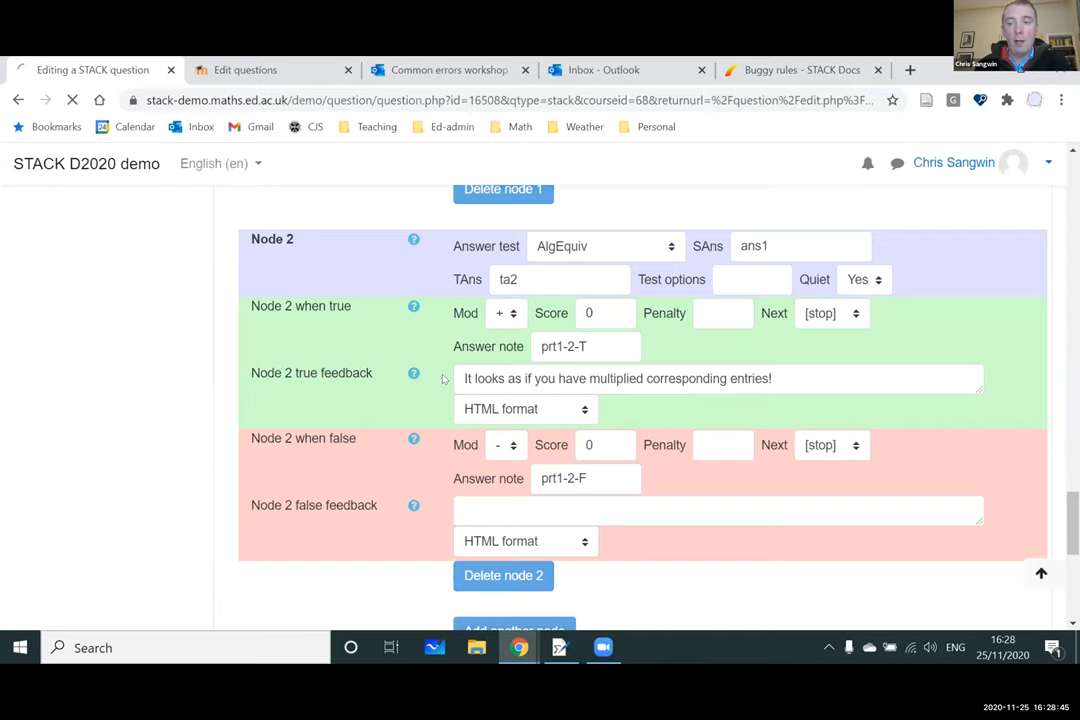 Chris Sangwin
Editing a STACK question
Edit questions
Common errors workshop
Inbox - Outlook
Buggy rules - STACK Docs
stack-demo.maths.ed.ac.uk/demo/question/question.php?id=16508&qtype=stack&courseid=68&returnurl=%2Fquestion%2Fedit.php%3F...
Bookmarks Calendar Inbox Gmail CJS Teaching Ed-admin Math Weather Personal
STACK D2020 demo English (en) Chris Sangwin
Delete node 1
Node 2 Answer test AlgEquiv SAns ans1
TAns ta2 Test options Quiet Yes
Node 2 when true Mod + Score 0 Penalty Next [stop]
Answer note prt1-2-T
Node 2 true feedback It looks as if you have multiplied corresponding entries!
HTML format
Node 2 when false Mod - Score 0 Penalty Next [stop]
Answer note prt1-2-F
Node 2 false feedback
HTML format
Delete node 2
Add another node
Search ENG 16:28
25/11/2020
2020-11-25 16:28:45